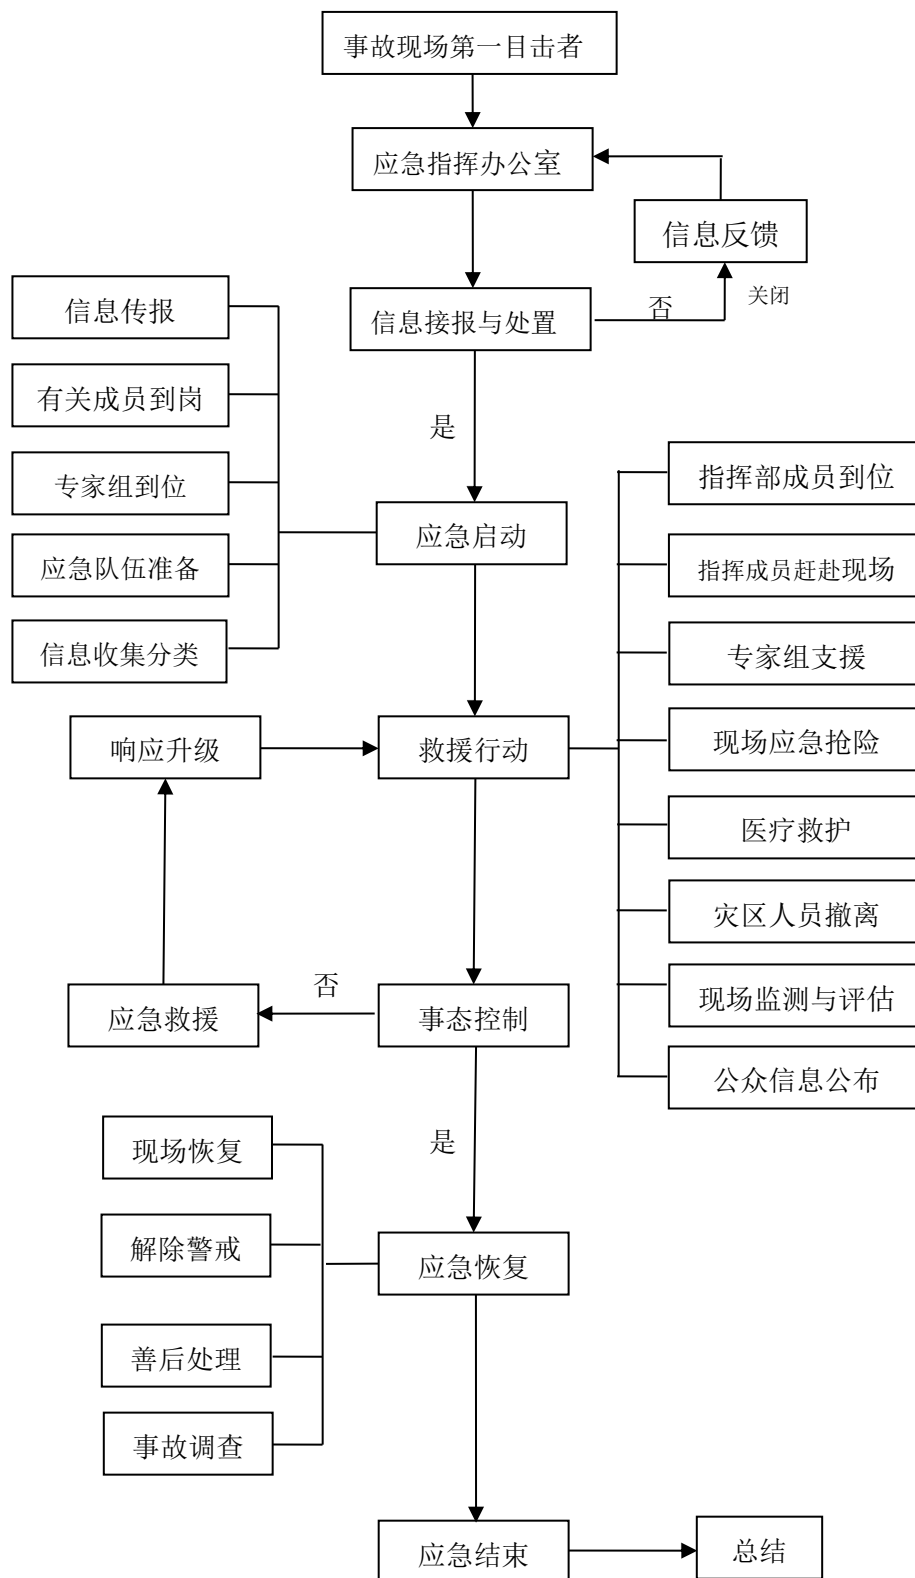 事故现场第一目击者
应急指挥办公室
信息反馈
关闭
信息接报与处置
否
信息传报
有关成员到岗
是
专家组到位
应急启动
应急队伍准备
信息收集分类
指挥部成员到位
指挥成员赶赴现场
专家组支援
响应升级
救援行动
现场应急抢险
医疗救护
灾区人员撤离
现场监测与评估
公众信息公布
否
应急救援
事态控制
是
现场恢复
解除警戒
应急恢复
善后处理
事故调查
应急结束
总结